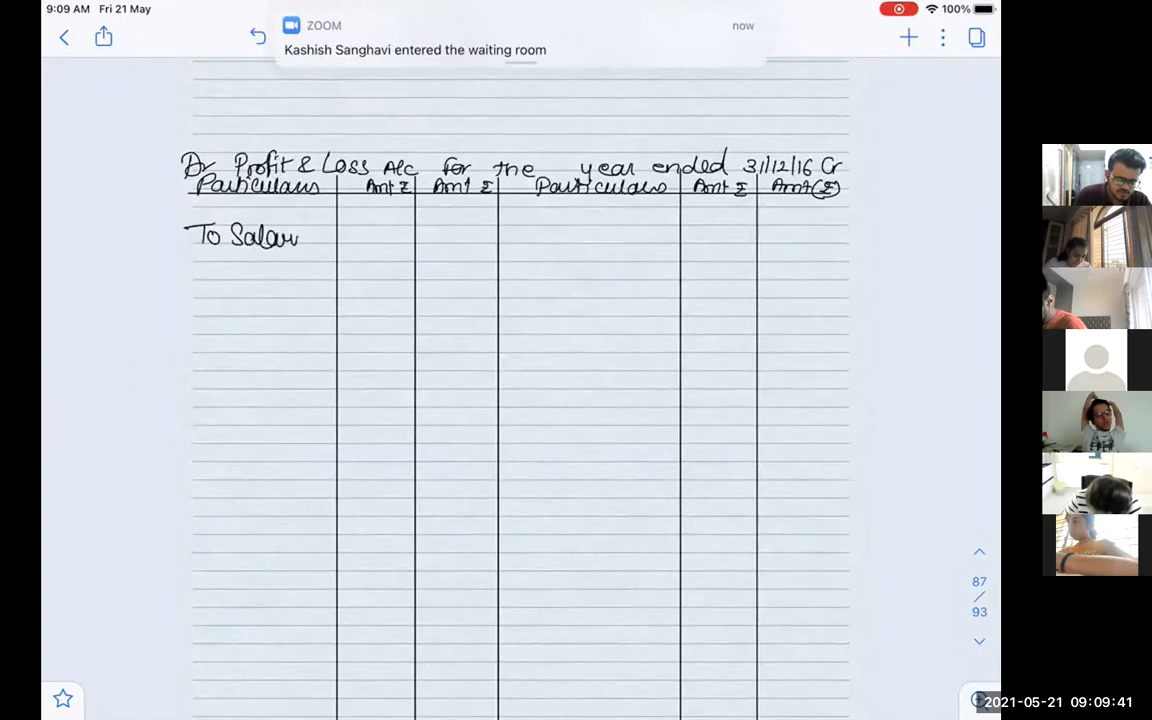 9:09 AM Fri 21 May
100%
ZOOM
now
Kashish Sanghavi entered the waiting room
Dr Profit & Loss A/c for the year ended 31/12/16 Cr
Particulars Amt ₹ Amt ₹ Particulars Amt ₹ Amt (₹)
To Salary
87
/
93
2021-05-21 09:09:41